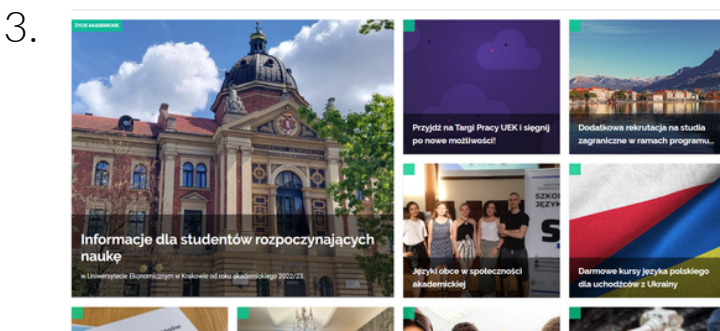 3.
ŻYCIE AKADEMICKIE
Informacje dla studentów rozpoczynających
naukę
w Uniwersytecie Ekonomicznym w Krakowie od roku akademickiego 2022/23
Przyjdź na Targi Pracy UEK i sięgnij
po nowe możliwości!
Dodatkowa rekrutacja na studia
zagraniczne w ramach programu...
SZKO
JĘZYK
S
Języki obce w społeczności
akademickiej
Darmowe kursy języka polskiego
dla uchodźców z Ukrainy